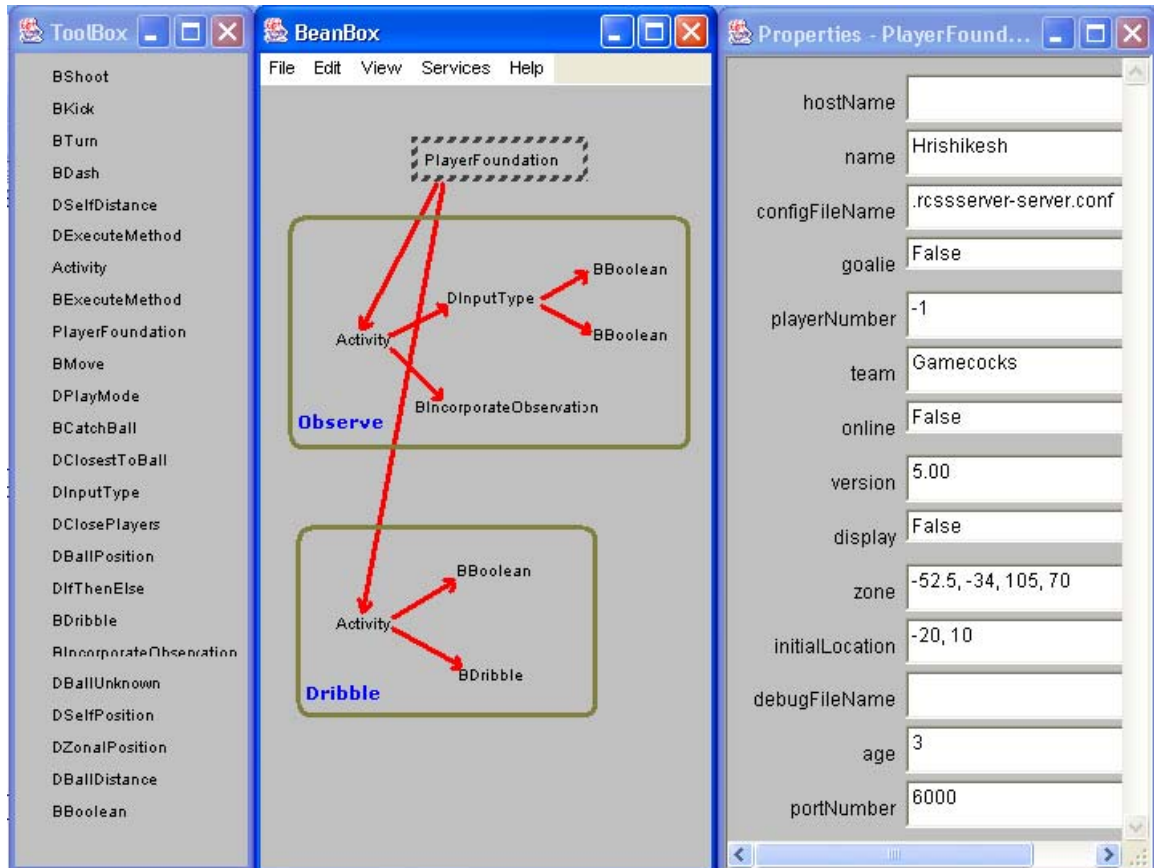 ToolBox
BShoot
BKick
BTurn
BDash
DSelfDistance
DExecuteMethod
Activity
BExecuteMethod
PlayerFoundation
BMove
DPlayMode
BCatchBall
DClosestToBall
DInputType
DClosePlayers
DBallPosition
DIfThenElse
BDribble
BIncorporateObservation
DBallUnknown
DSelfPosition
DZonalPosition
DBallDistance
BBoolean
BeanBox
File Edit View Services Help
PlayerFoundation
BBoolean
DInputType
BBoolean
Activity
BIncorporateObservation
Observe
BBoolean
Activity
BDribble
Dribble
Properties - PlayerFound...
hostName
name Hrishikesh
configFileName .rcssserver-server.conf
goalie False
playerNumber -1
team Gamecocks
online False
version 5.00
display False
zone -52.5, -34, 105, 70
initialLocation -20, 10
debugFileName
age 3
portNumber 6000